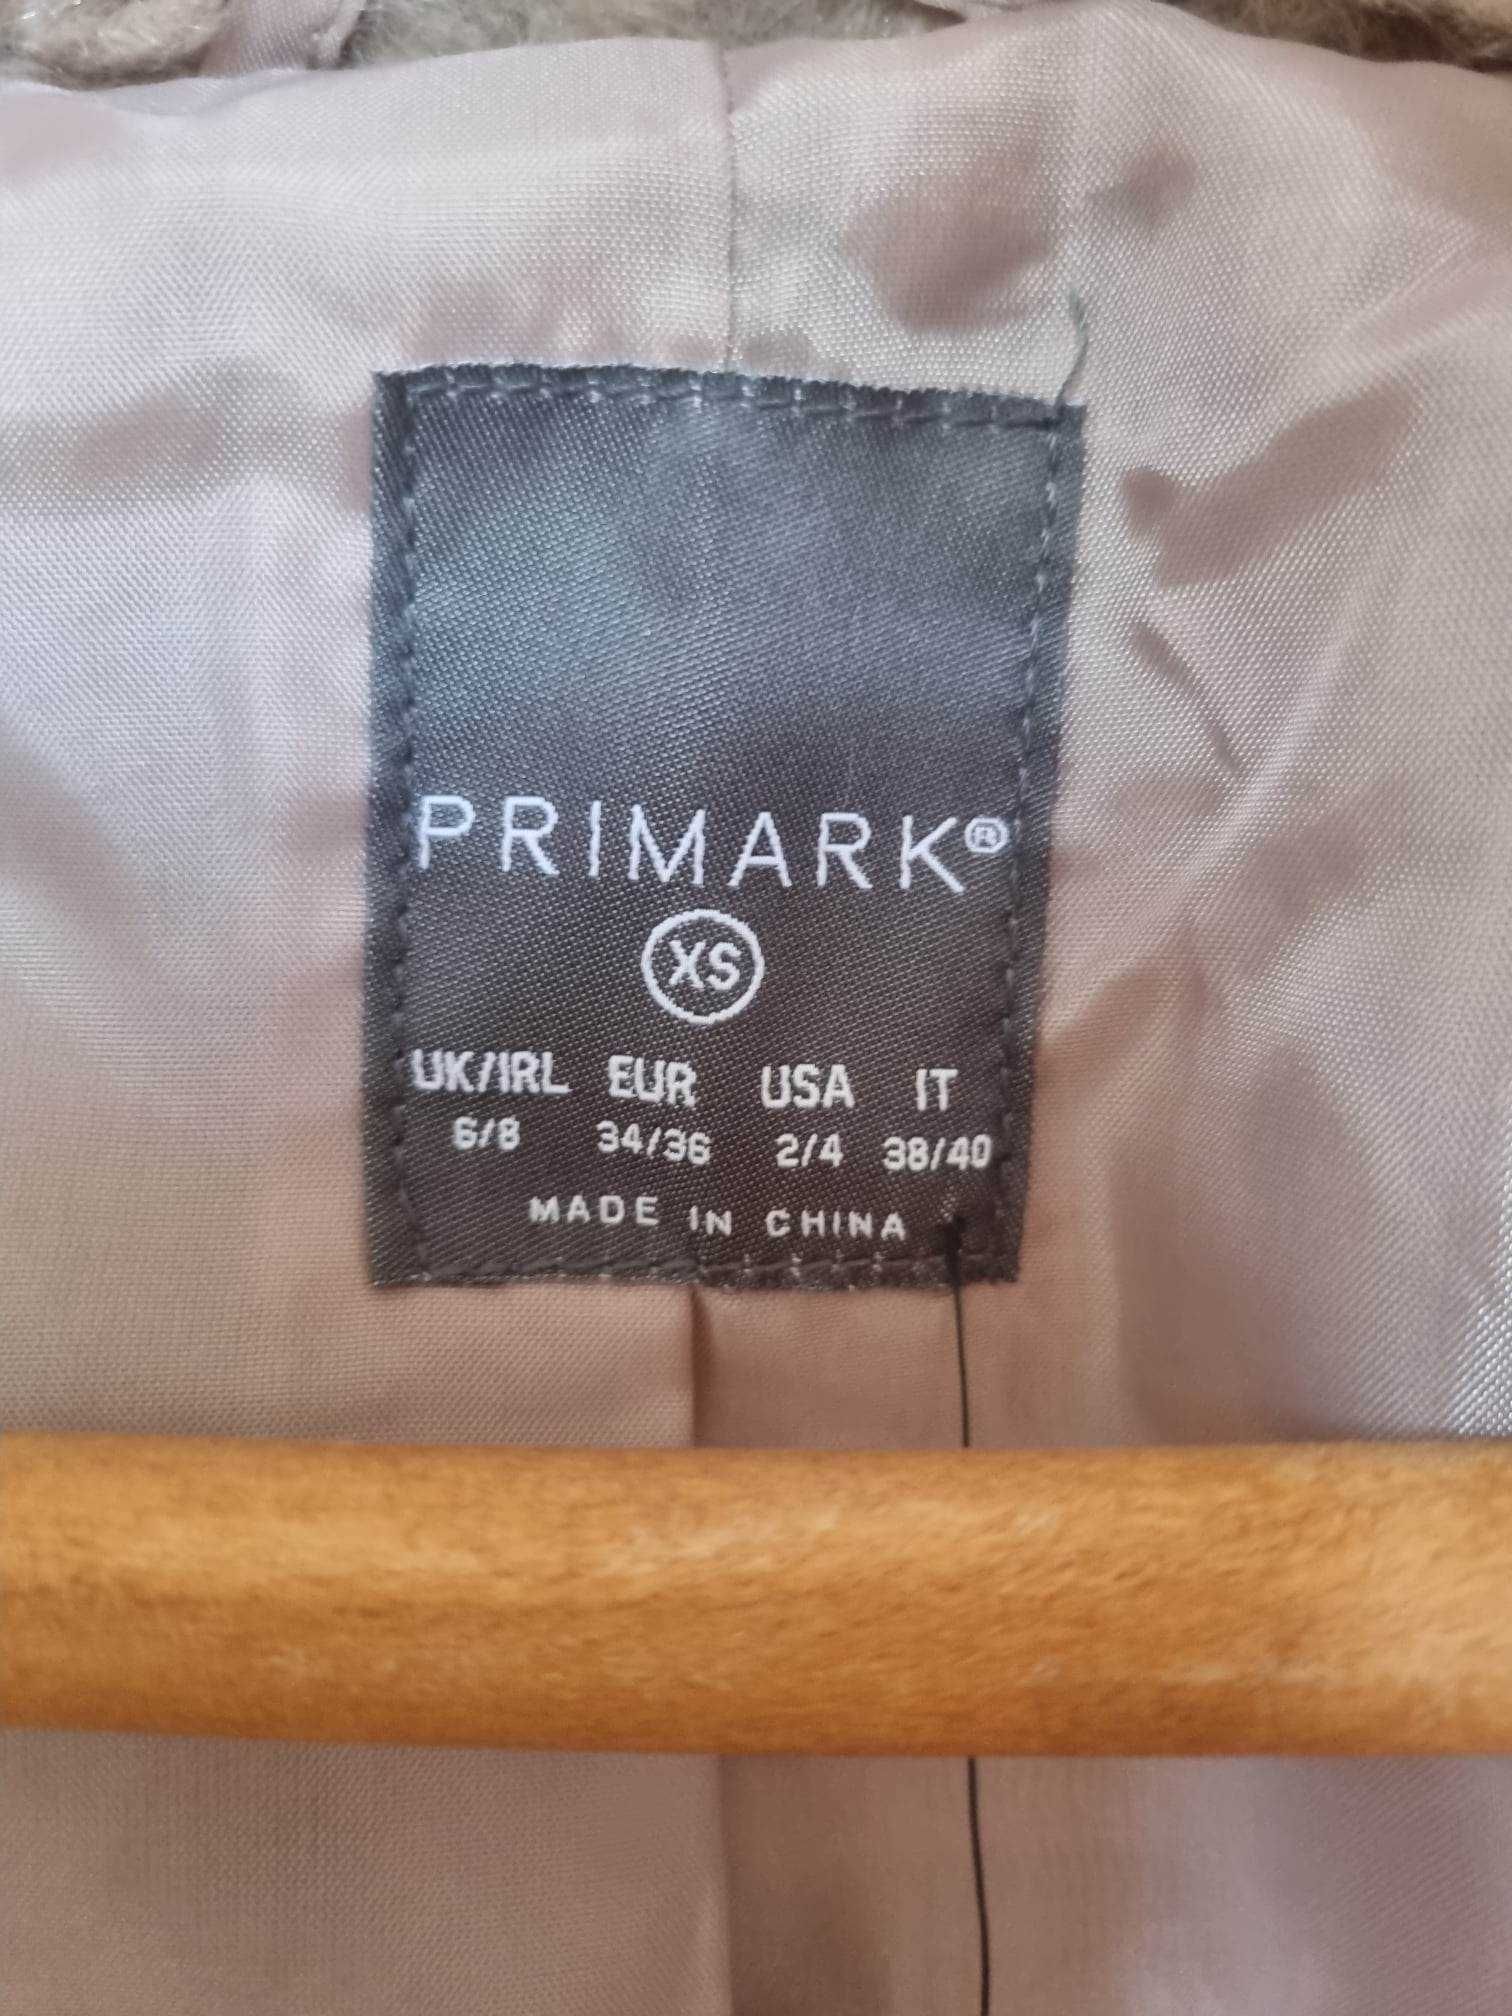 PRIMARK®
XS
UK/IRL EUR USA IT
6/8 34/36 2/4 38/40
MADE IN CHINA